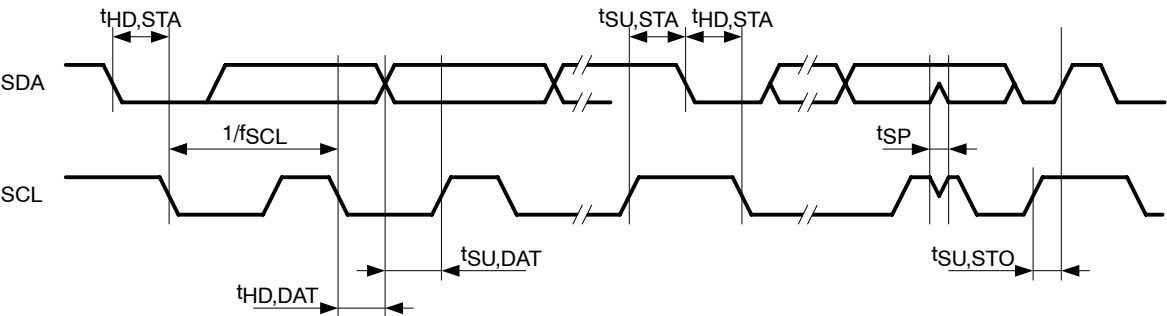 tHD,STA
tSU,STA tHD,STA
SDA
1/fSCL
tSP
SCL
tSU,DAT
tSU,STO
tHD,DAT